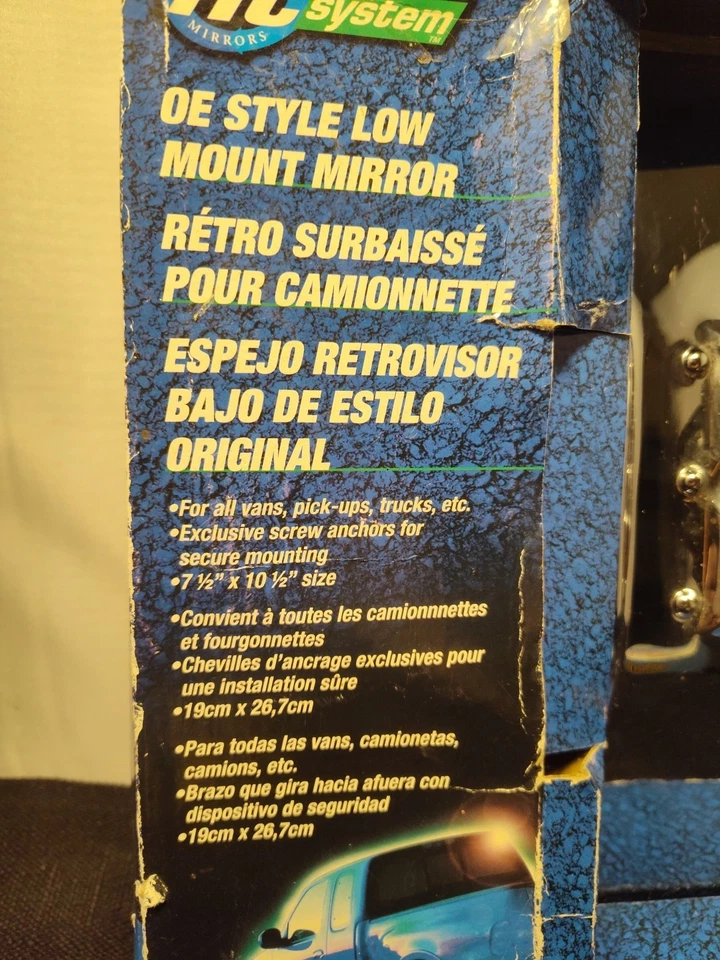 MIRRORS
system
TM
OE STYLE LOW
MOUNT MIRROR
RÉTRO SURBAISSÉ
POUR CAMIONNETTE
ESPEJO RETROVISOR
BAJO DE ESTILO
ORIGINAL
•For all vans, pick-ups, trucks, etc.
•Exclusive screw anchors for
secure mounting
•7 ½" x 10 ½" size
•Convient à toutes les camionnnettes
et fourgonnettes
•Chevilles d'ancrage exclusives pour
une installation sûre
•19cm x 26,7cm
•Para todas las vans, camionetas,
camions, etc.
•Brazo que gira hacia afuera con
dispositivo de seguridad
•19cm x 26,7cm